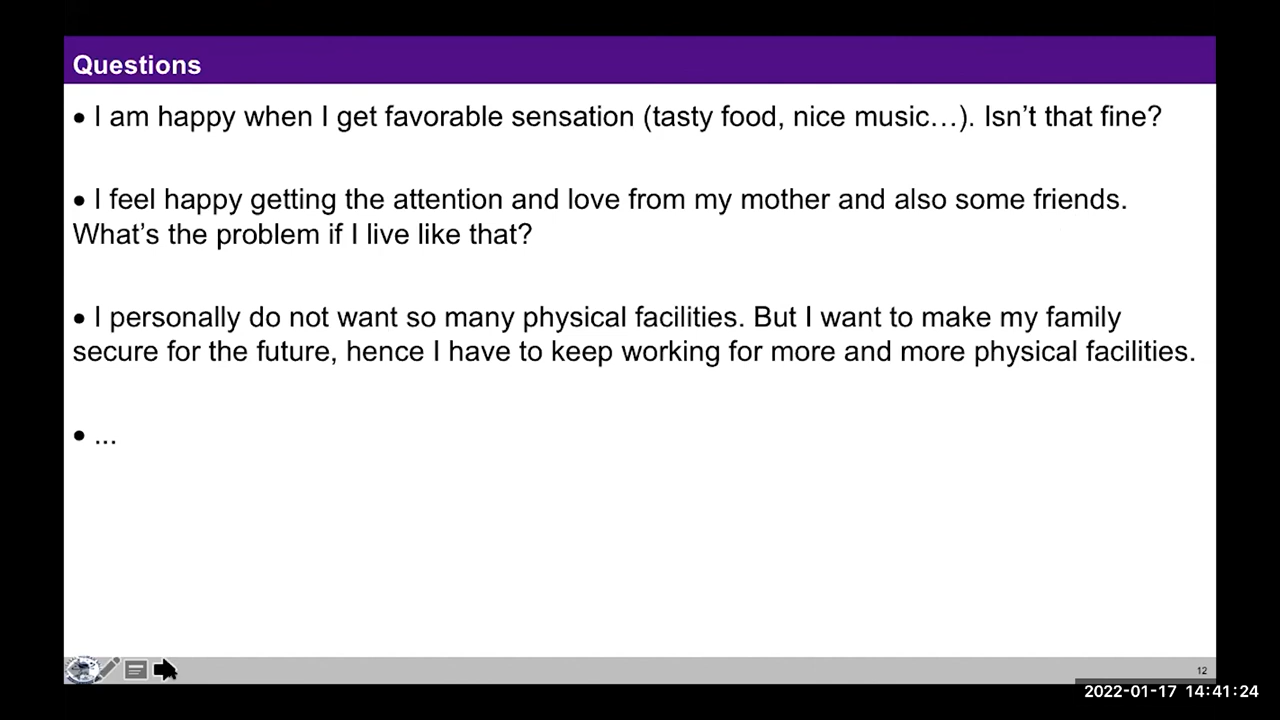 Questions
• I am happy when I get favorable sensation (tasty food, nice music…). Isn’t that fine?
• I feel happy getting the attention and love from my mother and also some friends.
What’s the problem if I live like that?
• I personally do not want so many physical facilities. But I want to make my family
secure for the future, hence I have to keep working for more and more physical facilities.
• ...
12
2022-01-17 14:41:24